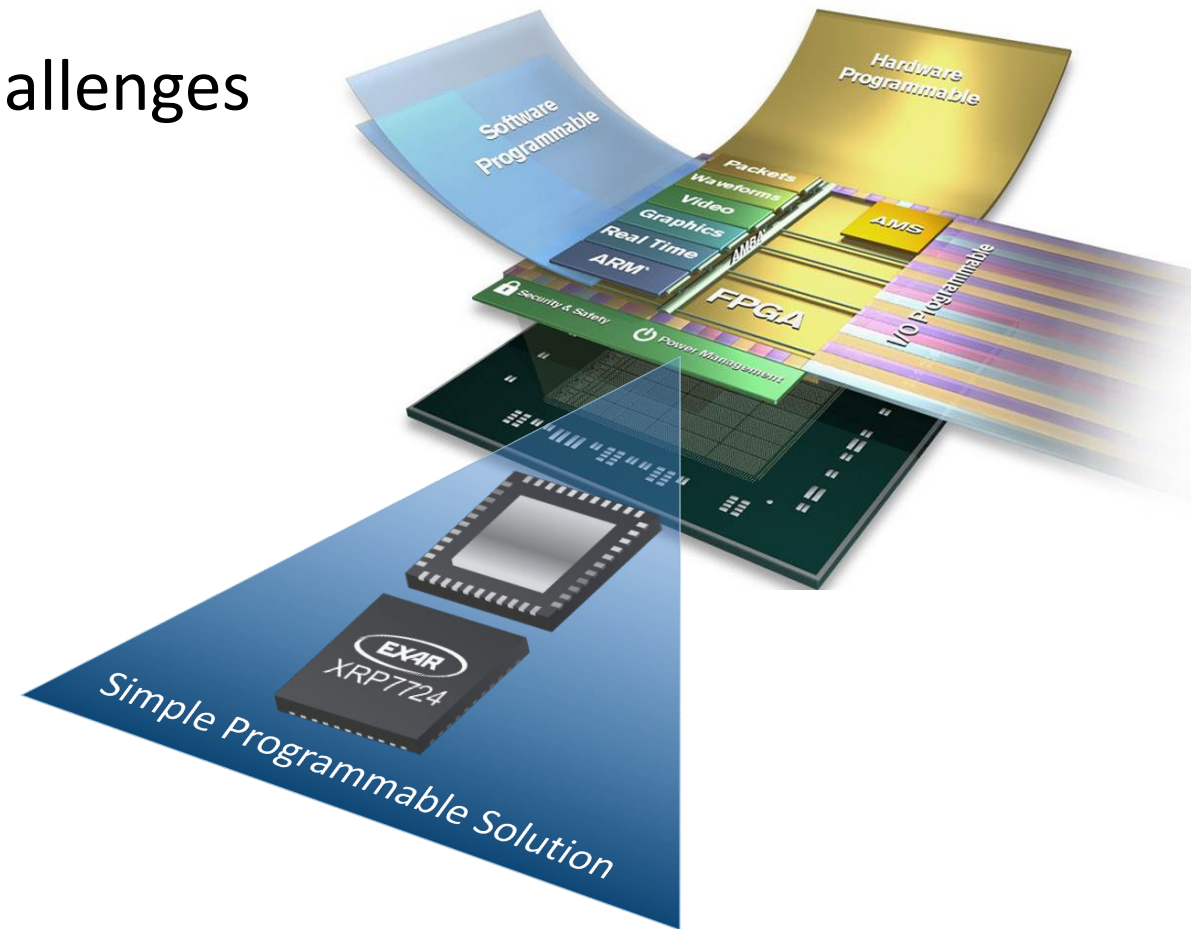 allenges
Software
Programmable
Hardware
Programmable
Packets
Waveforms
Video
Graphics
Real Time
ARM®
AMBA®
AMS
FPGA
I/O Programmable
Security & Safety
Power Management
EXAR
XRP7724
Simple Programmable Solution